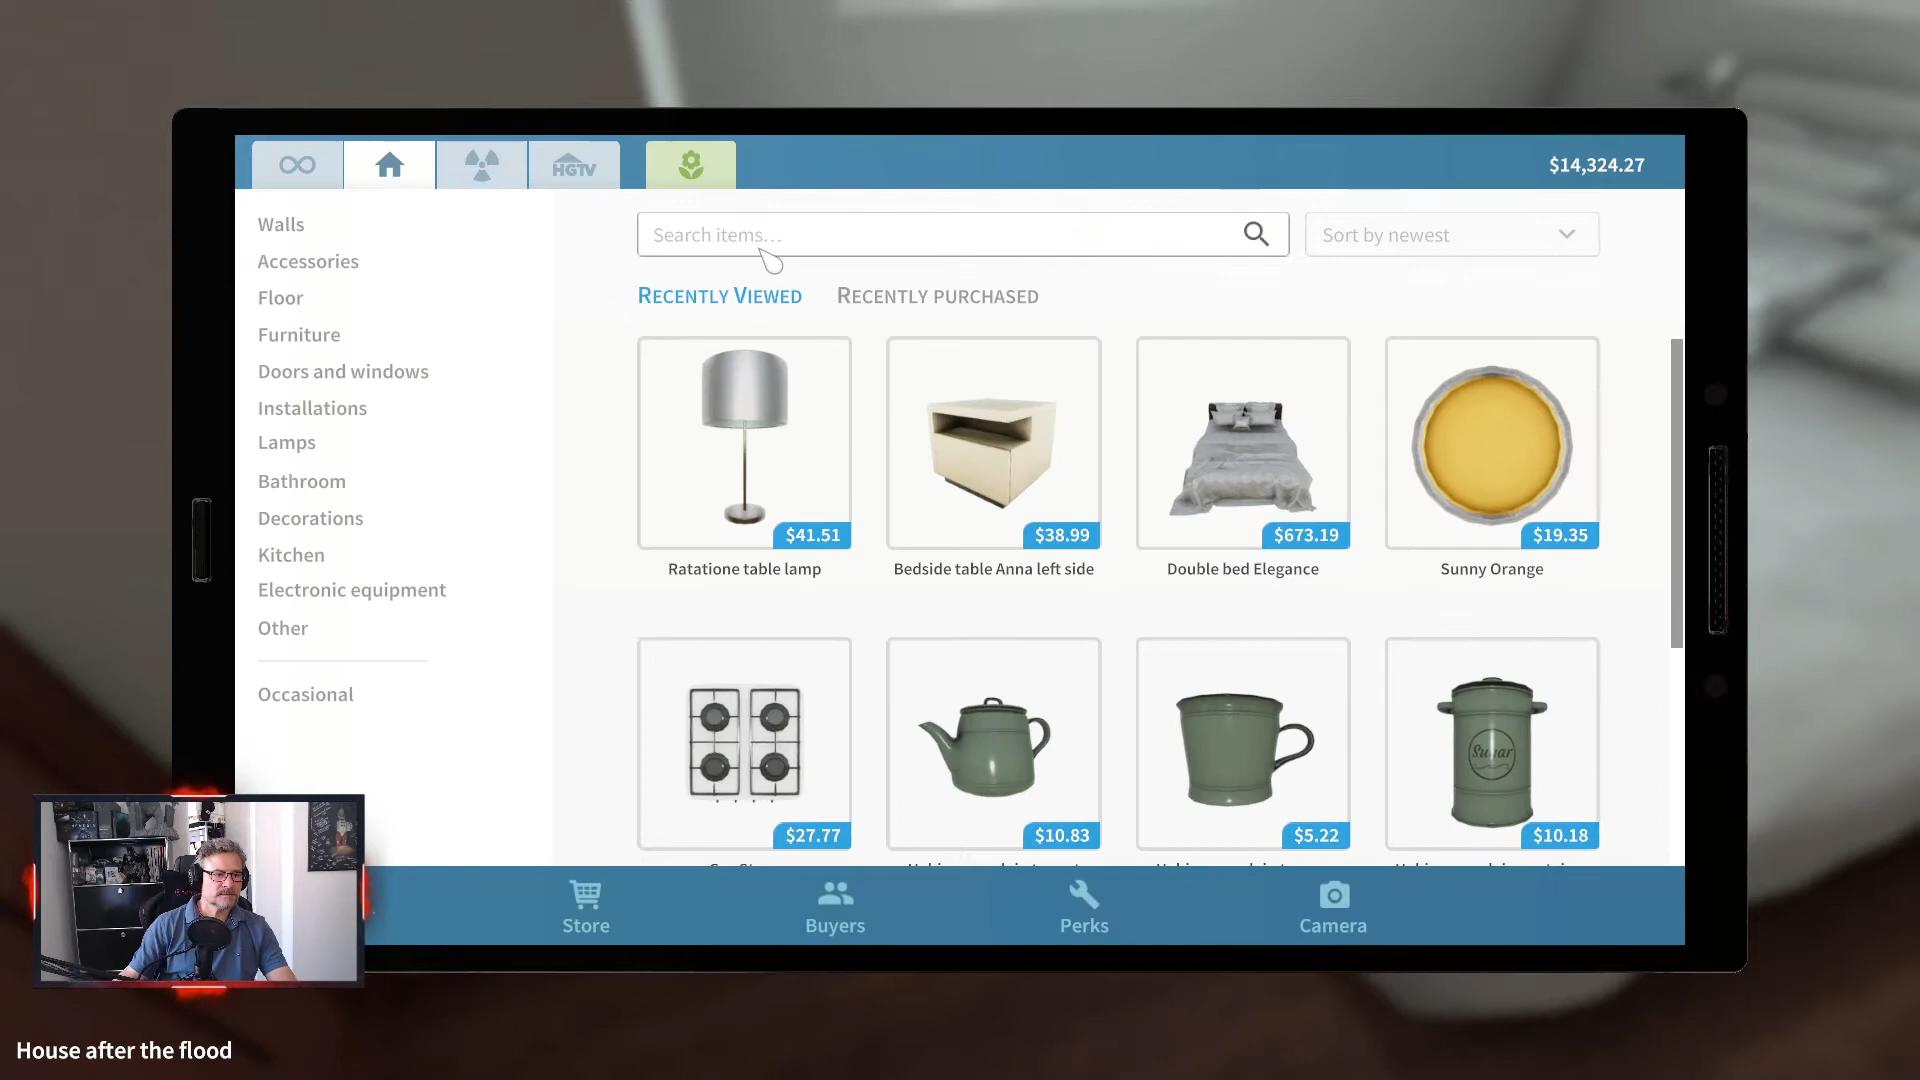 HGTV
$14,324.27
Walls
Accessories
Floor
Furniture
Doors and windows
Installations
Lamps
Bathroom
Decorations
Kitchen
Electronic equipment
Other
Occasional
Search items...
Sort by newest
RECENTLY VIEWED
RECENTLY PURCHASED
$41.51
$38.99
$673.19
$19.35
Ratatione table lamp
Bedside table Anna left side
Double bed Elegance
Sunny Orange
Sugar
$27.77
$10.83
$5.22
$10.18
Store
Buyers
Perks
Camera
House after the flood